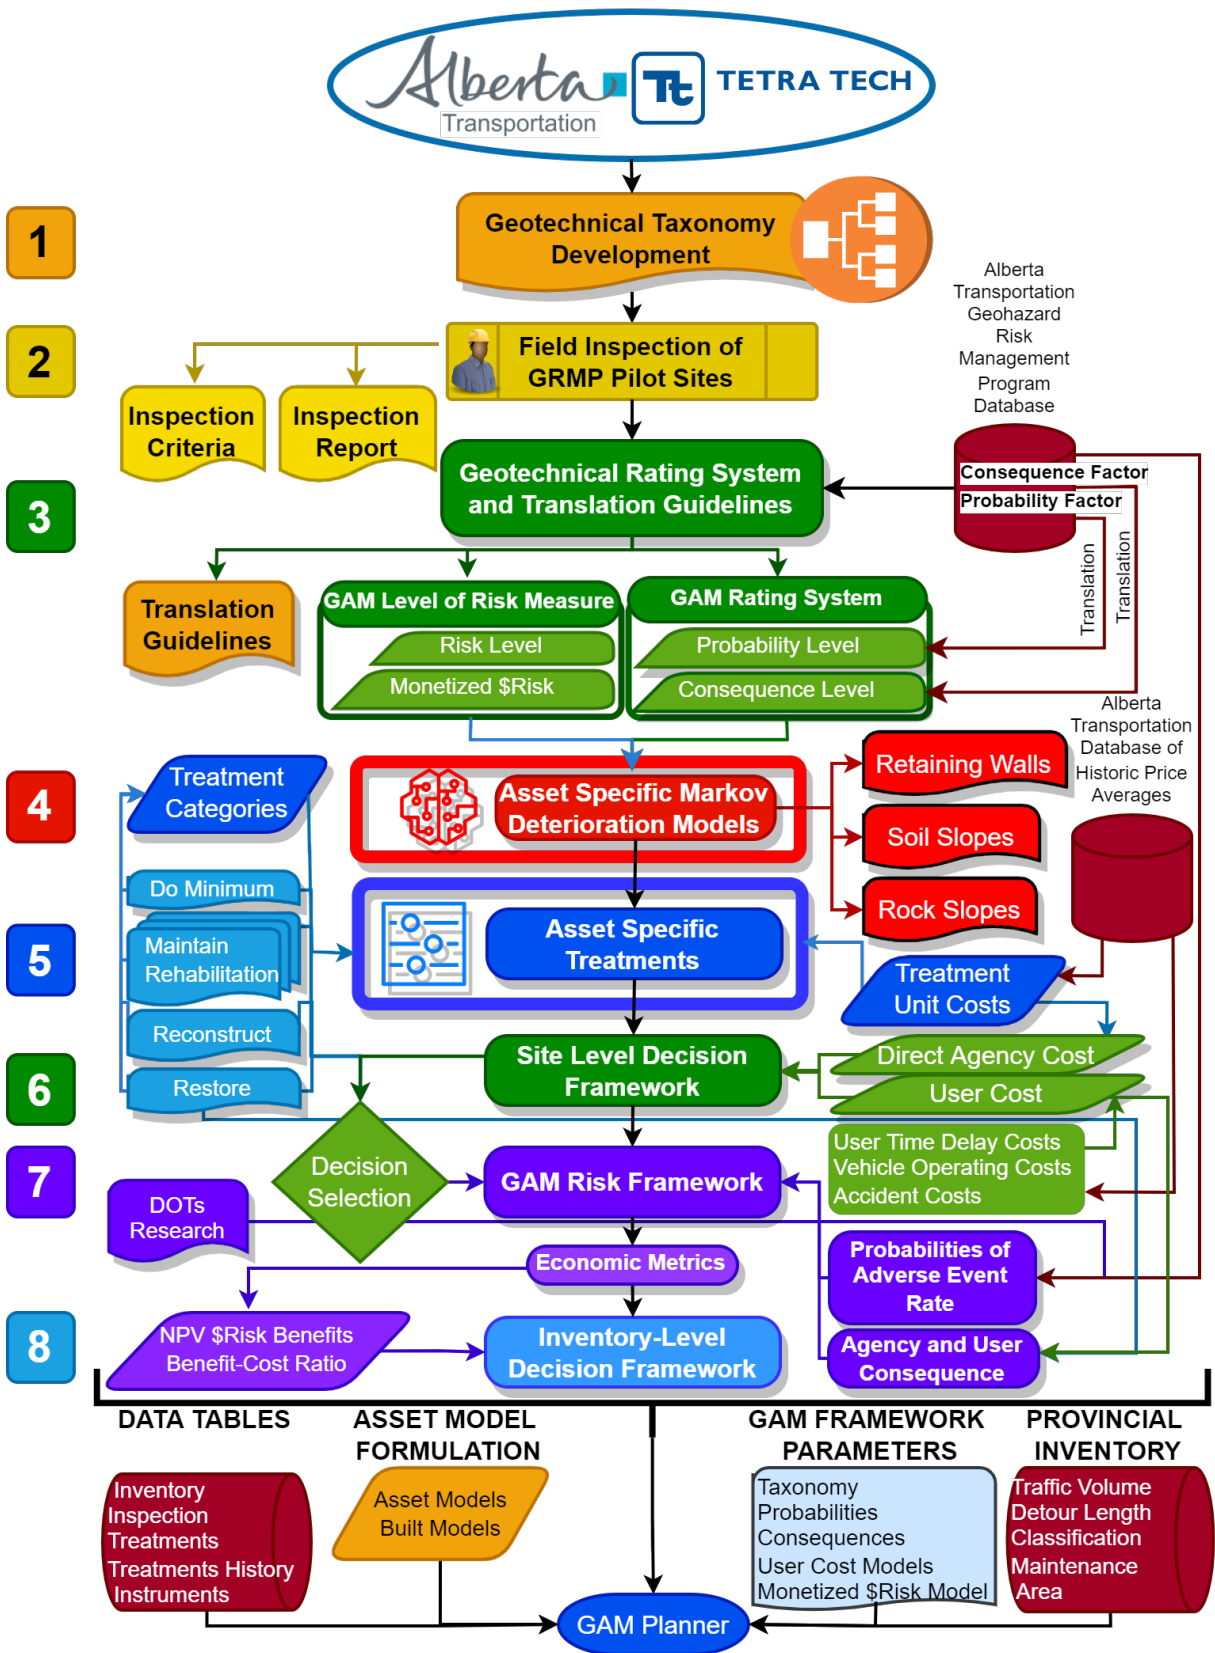 Alberta
Transportation
Tt
TETRA TECH
1
Geotechnical Taxonomy
Development
Alberta
Transportation
Geohazard
Risk
Management
Program
Database
2
Field Inspection of
GRMP Pilot Sites
Inspection
Criteria
Inspection
Report
3
Geotechnical Rating System
and Translation Guidelines
Consequence Factor
Probability Factor
Translation
Translation
Translation
Guidelines
GAM Level of Risk Measure
Risk Level
Monetized $Risk
GAM Rating System
Probability Level
Consequence Level
Alberta
Transportation
Database of
Historic Price
Averages
4
Treatment
Categories
Asset Specific Markov
Deterioration Models
Retaining Walls
Soil Slopes
Rock Slopes
5
Do Minimum
Maintain
Rehabilitation
Reconstruct
Restore
Asset Specific
Treatments
Treatment
Unit Costs
6
Site Level Decision
Framework
Direct Agency Cost
User Cost
User Time Delay Costs
Vehicle Operating Costs
Accident Costs
7
Decision
Selection
GAM Risk Framework
DOTs
Research
Economic Metrics
Probabilities of
Adverse Event
Rate
8
NPV $Risk Benefits
Benefit-Cost Ratio
Inventory-Level
Decision Framework
Agency and User
Consequence
DATA TABLES
Inventory
Inspection
Treatments
Treatments History
Instruments
ASSET MODEL
FORMULATION
Asset Models
Built Models
GAM FRAMEWORK
PARAMETERS
Taxonomy
Probabilities
Consequences
User Cost Models
Monetized $Risk Model
PROVINCIAL
INVENTORY
Traffic Volume
Detour Length
Classification
Maintenance
Area
GAM Planner